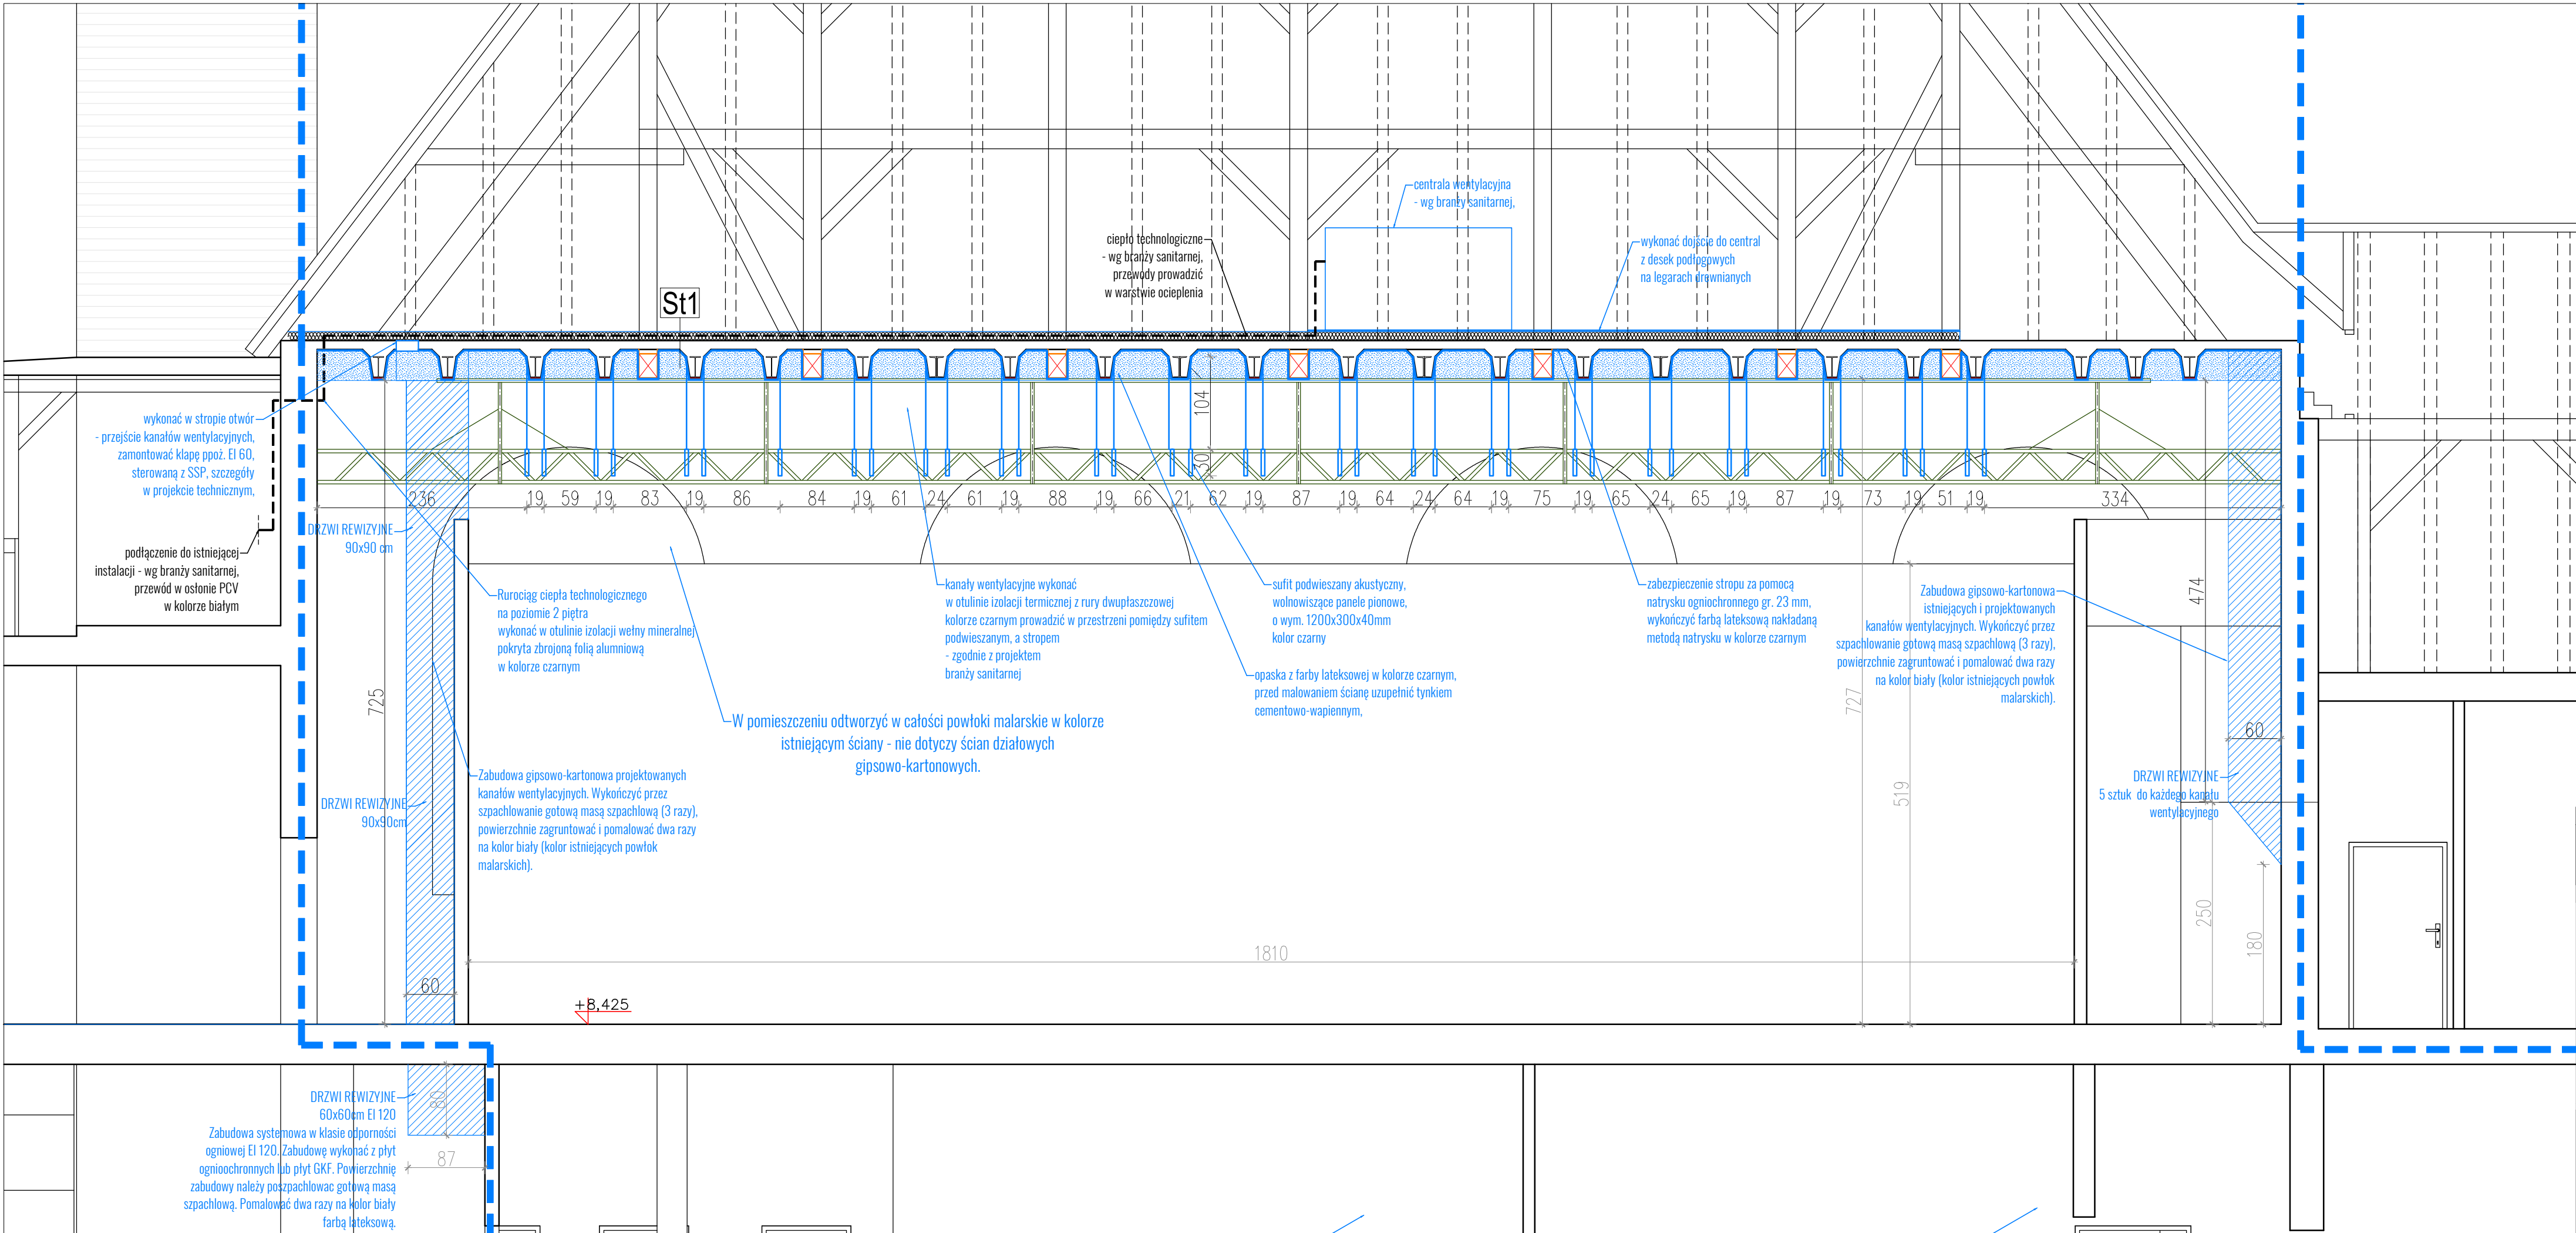 centrala wentylacyjna
- wg branży sanitarnej,
ciepło technologiczne
- wg branży sanitarnej,
przewody prowadzić
w warstwie ocieplenia
wykonać dojście do central
z desek podłogowych
na legarach drewnianych
St1
wykonać w stropie otwór
- przejście kanałów wentylacyjnych,
zamontować klapę ppoż. EI 60,
sterowaną z SSP, szczegóły
w projekcie technicznym,
104
30
236 19 59 19 83 19 86 84 19 61 24 61 19 88 19 66 21 62 19 87 19 64 24 64 19 75 19 65 24 65 19 87 19 73 19 51 19 334
DRZWI REWIZYJNE
90x90 cm
podłączenie do istniejącej
instalacji - wg branży sanitarnej,
przewód w osłonie PCV
w kolorze białym
Rurociąg ciepła technologicznego
na poziomie 2 piętra
wykonać w otulinie izolacji wełny mineralnej
pokryta zbrojoną folią alumniową
w kolorze czarnym
kanały wentylacyjne wykonać
w otulinie izolacji termicznej z rury dwupłaszczowej
kolorze czarnym prowadzić w przestrzeni pomiędzy sufitem
podwieszanym, a stropem
- zgodnie z projektem
branży sanitarnej
sufit podwieszany akustyczny,
wolnowiszące panele pionowe,
o wym. 1200x300x40mm
kolor czarny
opaska z farby lateksowej w kolorze czarnym,
przed malowaniem ścianę uzupełnić tynkiem
cementowo-wapiennym,
zabezpieczenie stropu za pomocą
natrysku ogniochronnego gr. 23 mm,
wykończyć farbą lateksową nakładaną
metodą natrysku w kolorze czarnym
Zabudowa gipsowo-kartonowa
istniejących i projektowanych
kanałów wentylacyjnych. Wykończyć przez
szpachlowanie gotową masą szpachlową (3 razy),
powierzchnie zagruntować i pomalować dwa razy
na kolor biały (kolor istniejących powłok
malarskich).
474
725
727
W pomieszczeniu odtworzyć w całości powłoki malarskie w kolorze
istniejącym ściany - nie dotyczy ścian działowych
gipsowo-kartonowych.
60
519
Zabudowa gipsowo-kartonowa projektowanych
kanałów wentylacyjnych. Wykończyć przez
szpachlowanie gotową masą szpachlową (3 razy),
powierzchnie zagruntować i pomalować dwa razy
na kolor biały (kolor istniejących powłok
malarskich).
DRZWI REWIZYJNE
90x90cm
DRZWI REWIZYJNE
5 sztuk do każdego kanału
wentylacyjnego
250
180
1810
60
+8,425
80
87
DRZWI REWIZYJNE
60x60cm EI 120
Zabudowa systemowa w klasie odporności
ogniowej EI 120. Zabudowę wykonać z płyt
ognioochronnych lub płyt GKF. Powierzchnię
zabudowy należy poszpachlowac gotową masą
szpachlową. Pomalować dwa razy na kolor biały
farbą lateksową.